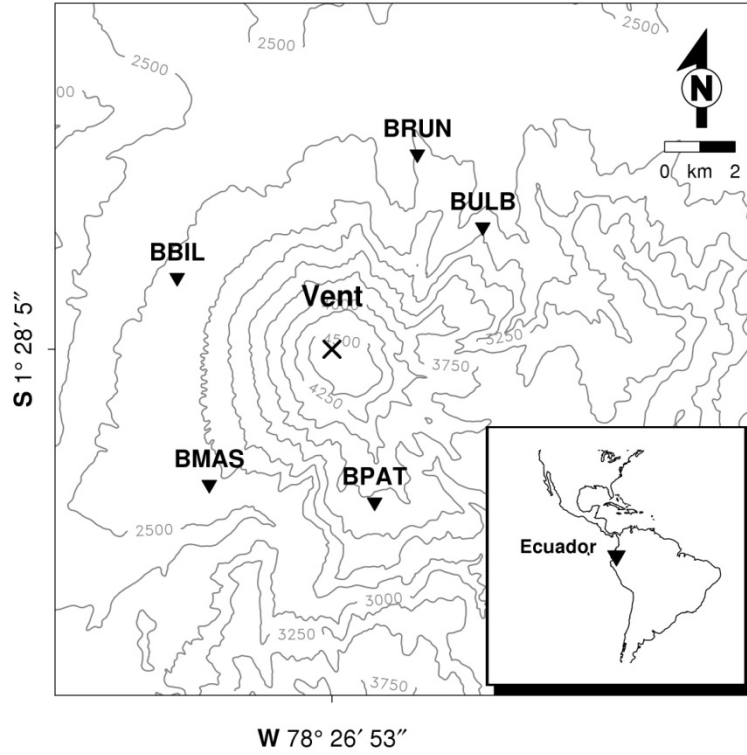 2500
2500
00
N
BRUN
0 km 2
BULB
BBIL
Vent
4500
3250
3750
4250
S 1° 28′ 5″
BMAS
BPAT
2500
Ecuador
3000
3250
3750
W 78° 26′ 53″